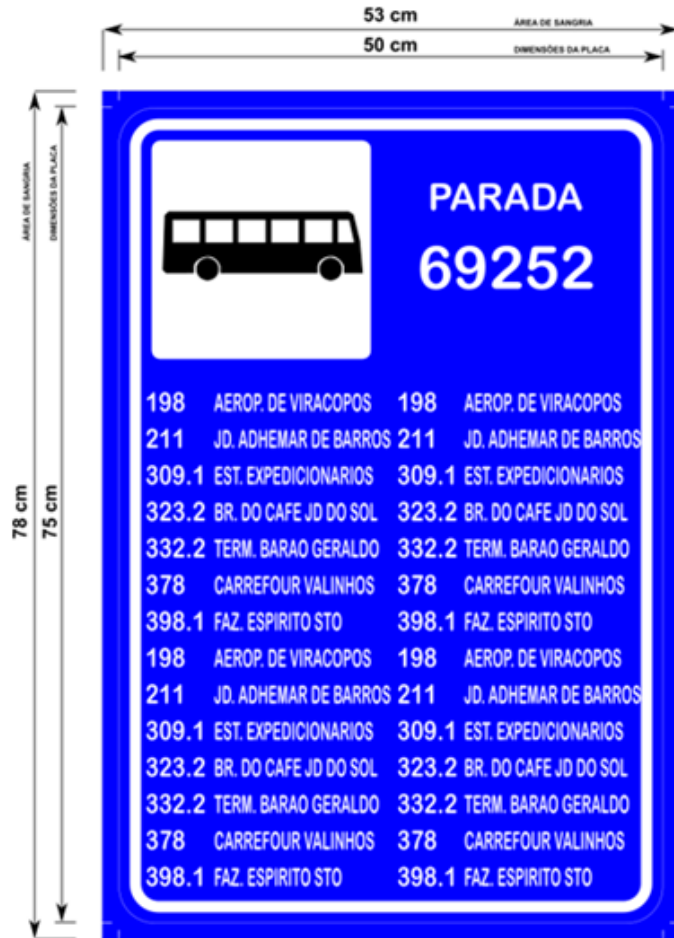 53 cm ÁREA DE SANGRIA
50 cm DIMENSÕES DA PLACA
ÁREA DE SANGRIA
DIMENSÕES DA PLACA
78 cm
75 cm
PARADA
69252
198 AEROP. DE VIRACOPOS 198 AEROP. DE VIRACOPOS
211 JD. ADHEMAR DE BARROS 211 JD. ADHEMAR DE BARROS
309.1 EST. EXPEDICIONARIOS 309.1 EST. EXPEDICIONARIOS
323.2 BR. DO CAFE JD DO SOL 323.2 BR. DO CAFE JD DO SOL
332.2 TERM. BARAO GERALDO 332.2 TERM. BARAO GERALDO
378 CARREFOUR VALINHOS 378 CARREFOUR VALINHOS
398.1 FAZ. ESPIRITO STO 398.1 FAZ. ESPIRITO STO
198 AEROP. DE VIRACOPOS 198 AEROP. DE VIRACOPOS
211 JD. ADHEMAR DE BARROS 211 JD. ADHEMAR DE BARROS
309.1 EST. EXPEDICIONARIOS 309.1 EST. EXPEDICIONARIOS
323.2 BR. DO CAFE JD DO SOL 323.2 BR. DO CAFE JD DO SOL
332.2 TERM. BARAO GERALDO 332.2 TERM. BARAO GERALDO
378 CARREFOUR VALINHOS 378 CARREFOUR VALINHOS
398.1 FAZ. ESPIRITO STO 398.1 FAZ. ESPIRITO STO